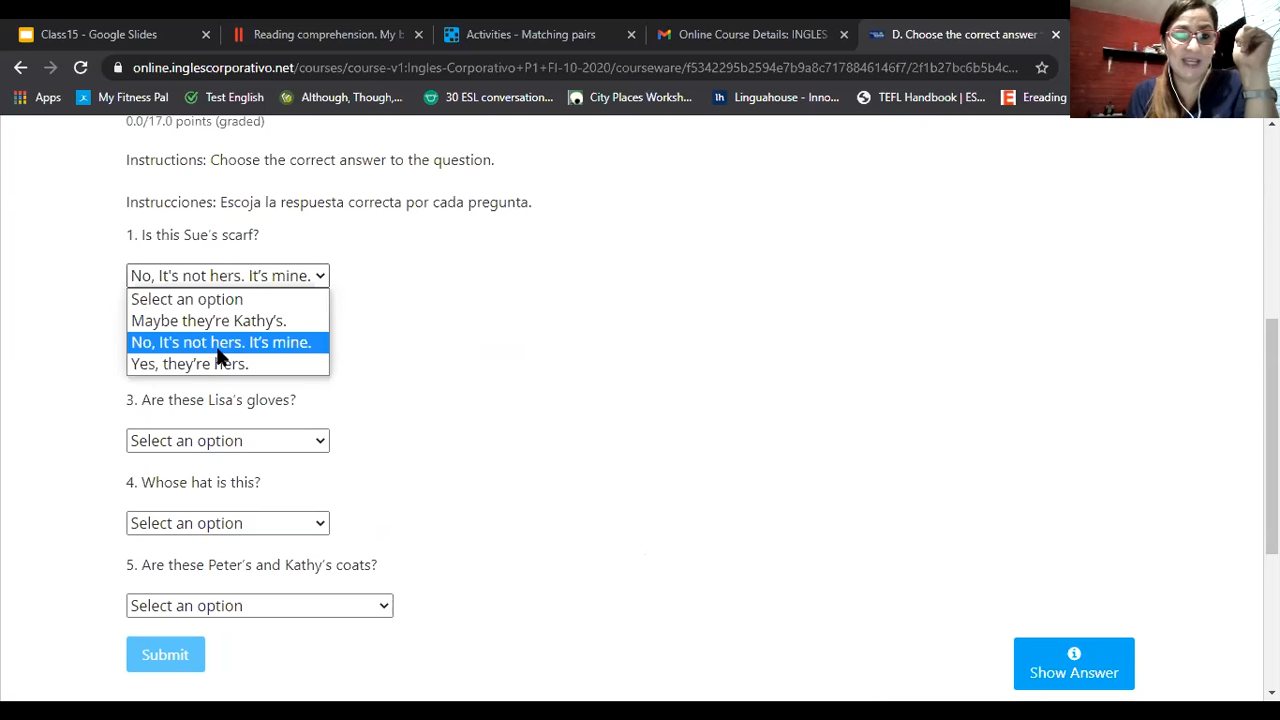 Class15 - Google Slides
Reading comprehension. My b
Activities - Matching pairs
Online Course Details: INGLES
D. Choose the correct answer
online.inglescorporativo.net/courses/course-v1:Ingles-Corporativo+P1+FI-10.2020/courseware/f5342295b2594e7b9a8c7178846146f7/2f1b27bc6b5b4c...
Apps
My Fitness Pal
Test English
Although, Though,...
30 ESL conversatio...
City Places Worksh...
Linguahouse - Inno...
TEFL Handbook | ES...
Ereading
0.0/17.0 points (graded)
Instructions: Choose the correct answer to the question.
Instrucciones: Escoja la respuesta correcta por cada pregunta.
1. Is this Sue's scarf?
No, It's not hers. It's mine.
Select an option
Maybe they're Kathy's.
No, It's not hers. It's mine.
Yes, they're hers.
3. Are these Lisa's gloves?
Select an option
4. Whose hat is this?
Select an option
5. Are these Peter's and Kathy's coats?
Select an option
Submit
Show Answer